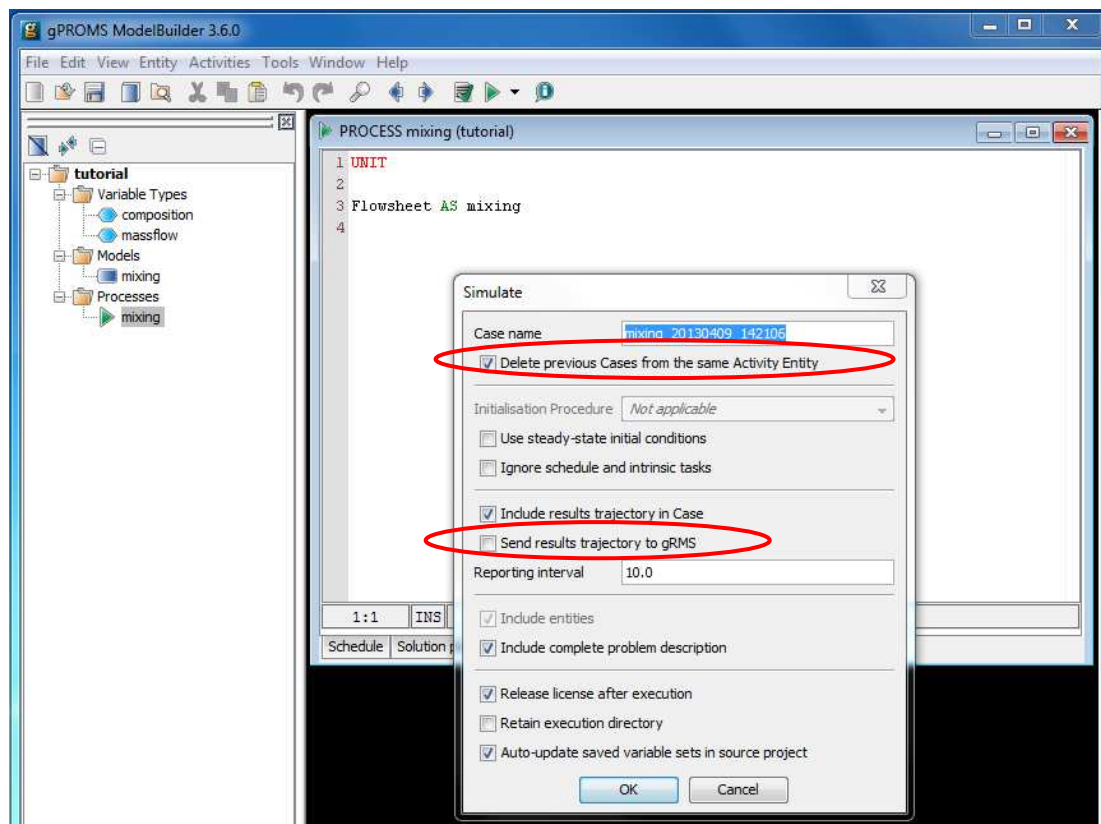 gPROMS ModelBuilder 3.6.0
File Edit View Entity Activities Tools Window Help
tutorial
Variable Types
composition
massflow
Models
mixing
Processes
mixing
PROCESS mixing (tutorial)
1 UNIT
2
3 Flowsheet AS mixing
4
1:1 INS
Schedule Solution
Simulate
Case name mixing_20130409_142106
Delete previous Cases from the same Activity Entity
Initialisation Procedure Not applicable
Use steady-state initial conditions
Ignore schedule and intrinsic tasks
Include results trajectory in Case
Send results trajectory to gRMS
Reporting interval 10.0
Include entities
Include complete problem description
Release license after execution
Retain execution directory
Auto-update saved variable sets in source project
OK Cancel